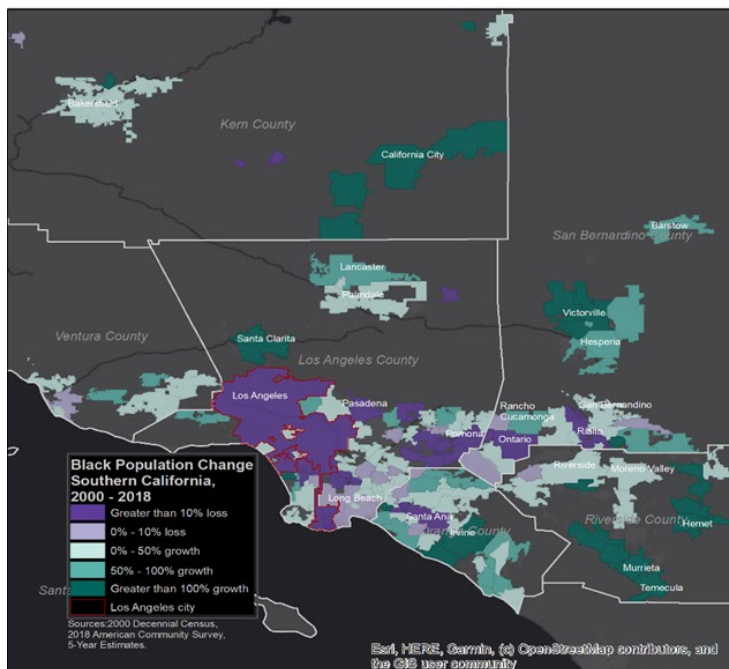 Bakersfield
Kern County
California City
Barstow
San Bernardino County
Lancaster
Palmdale
Victorville
Hesperia
Ventura County
Santa Clarita
Los Angeles County
Los Angeles
Pasadena
Rancho
Cucamonga
San Bernardino
Pomona
Ontario
Rialto
Riverside
Moreno Valley
Long Beach
Santa Ana
County
Irvine
Riverside County
Hemet
Murrieta
Temecula
Black Population Change
Southern California,
2000 - 2018
Greater than 10% loss
0% - 10% loss
0% - 50% growth
50% - 100% growth
Greater than 100% growth
Los Angeles city
Sources:2000 Decennial Census,
2018 American Community Survey,
5-Year Estimates.
Esri, HERE, Garmin, (c) OpenStreetMap contributors, and
the GIS user community